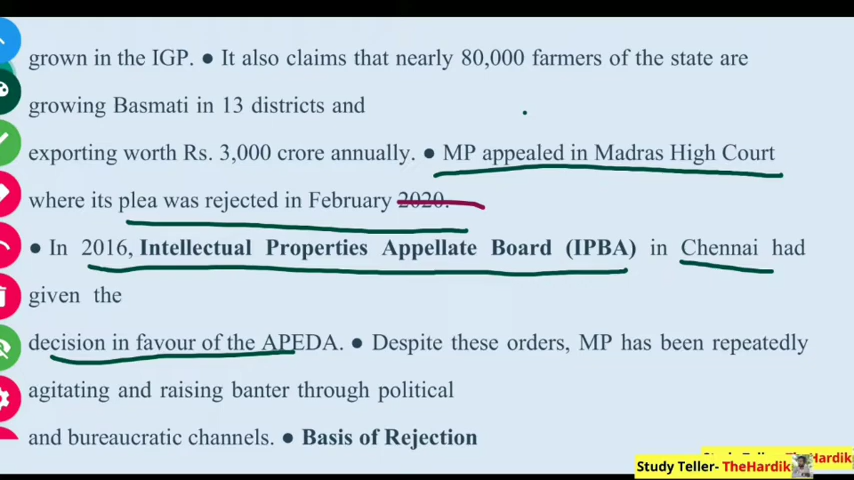 grown in the IGP. ● It also claims that nearly 80,000 farmers of the state are
growing Basmati in 13 districts and
exporting worth Rs. 3,000 crore annually. ● MP appealed in Madras High Court
where its plea was rejected in February 2020.
● In 2016, Intellectual Properties Appellate Board (IPBA) in Chennai had
given the
decision in favour of the APEDA. ● Despite these orders, MP has been repeatedly
agitating and raising banter through political
and bureaucratic channels. ● Basis of Rejection
Study Teller- TheHardik
Study Teller- TheHardik